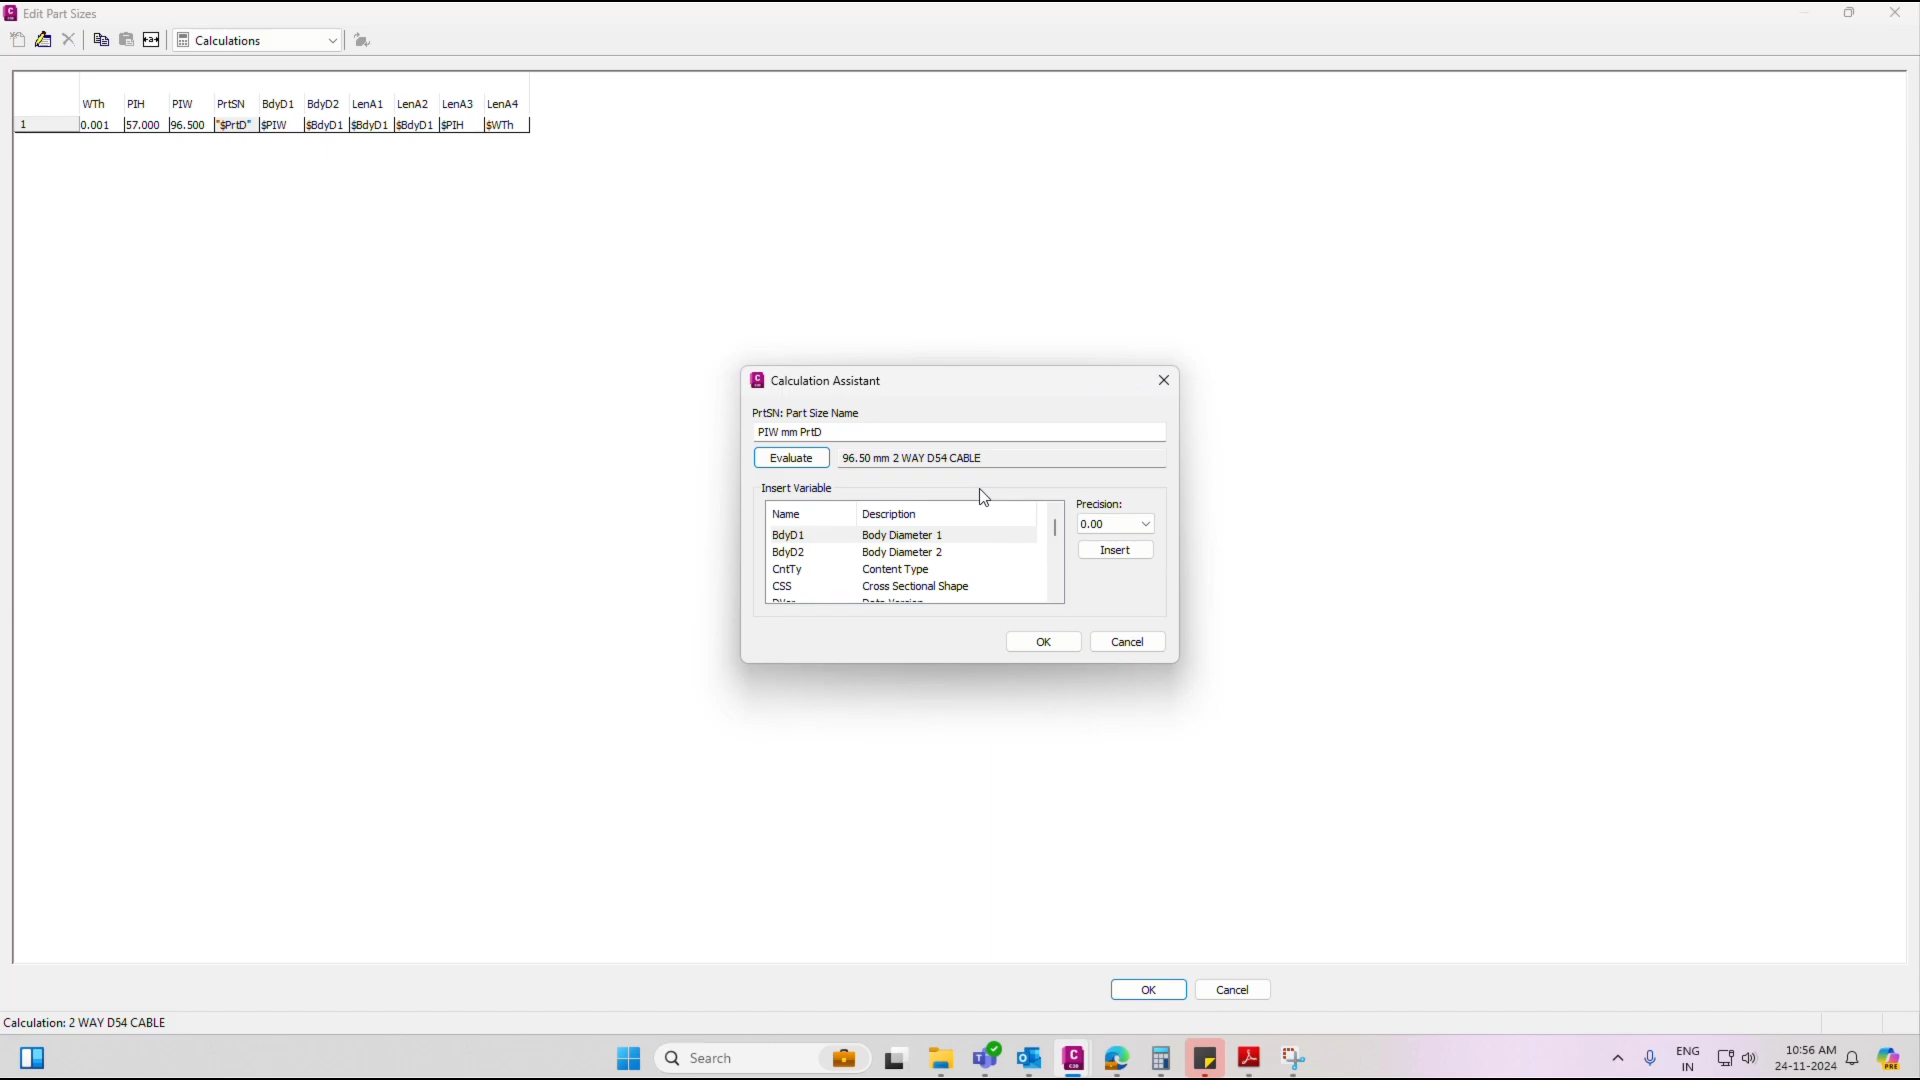 Edit Part Sizes
Calculations
WTh PIH PIW PrtSN BdyD1 BdyD2 LenA1 LenA2 LenA3 LenA4
1 0.001 57.000 96.500 "$PrtD" $PIW $BdyD1 $BdyD1 $BdyD1 $PIH $WTh
Calculation Assistant
PrtSN: Part Size Name
PIW mm PrtD
Evaluate 96.50 mm 2 WAY D54 CABLE
Insert Variable
Name Description
BdyD1 Body Diameter 1
BdyD2 Body Diameter 2
CntTy Content Type
CSS Cross Sectional Shape
Precision:
0.00
Insert
OK Cancel
OK Cancel
Calculation: 2 WAY D54 CABLE
Search
ENG
IN
10:56 AM
24-11-2024
PRE